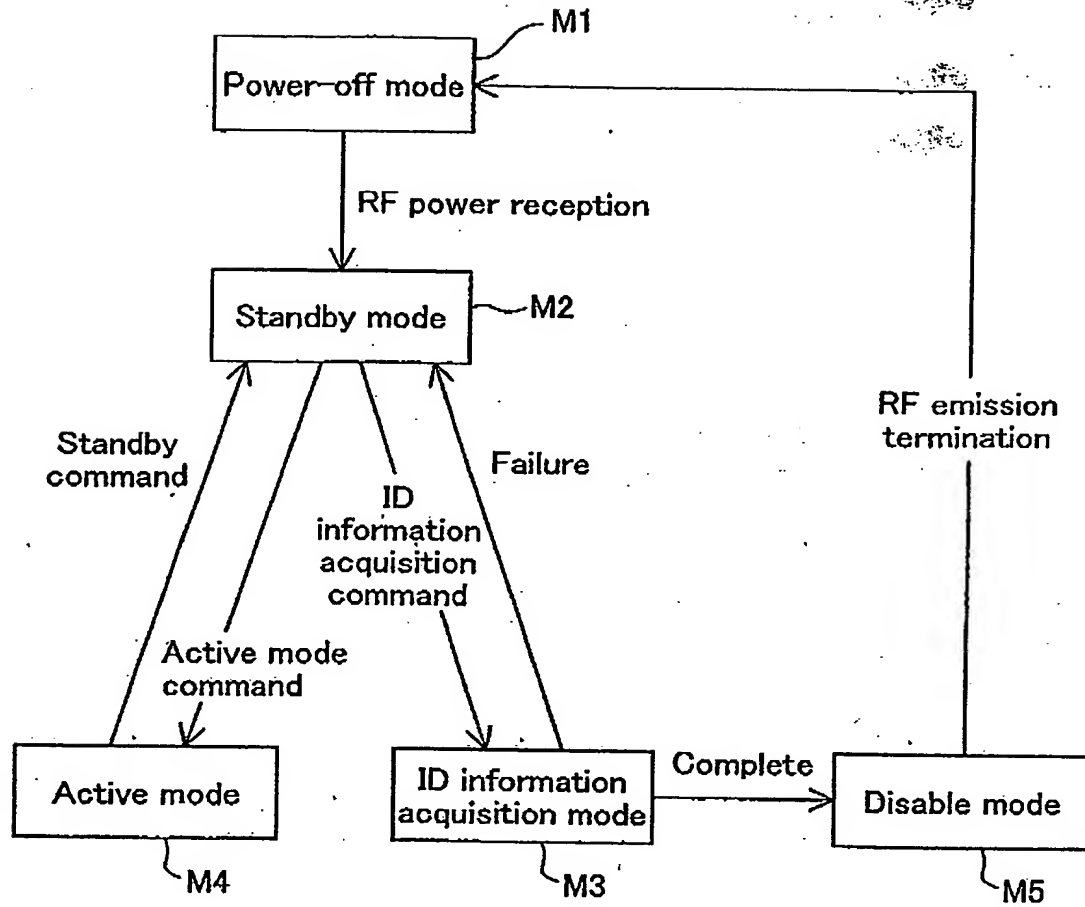 M1
Power-off mode
RF power reception
Standby mode
M2
Standby
command
Failure
RF emission
termination
ID
information
acquisition
command
Active mode
command
Active mode
ID information
acquisition mode
Complete
Disable mode
M4
M3
M5